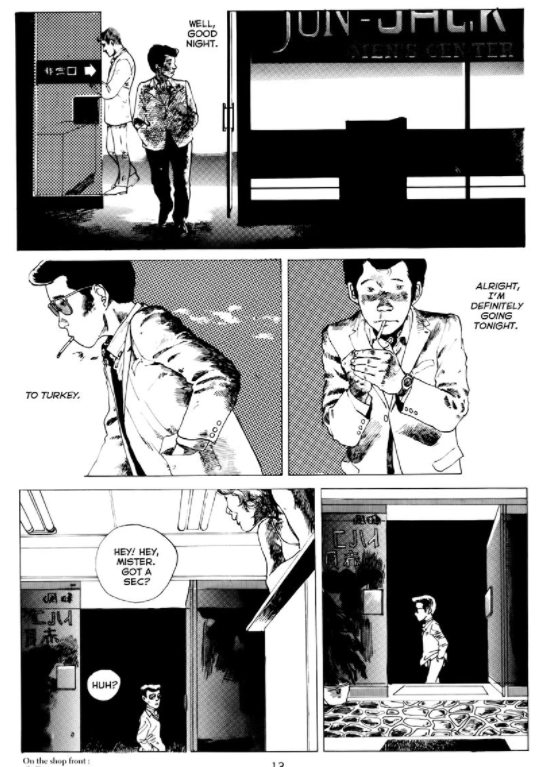 WELL,
GOOD
NIGHT.
JUN-JACK
MEN'S CENTER
ALRIGHT,
I'M
DEFINITELY
GOING
TONIGHT.
TO TURKEY.
HEY! HEY,
MISTER.
GOT A
SEC?
HUH?
On the shop front :
13